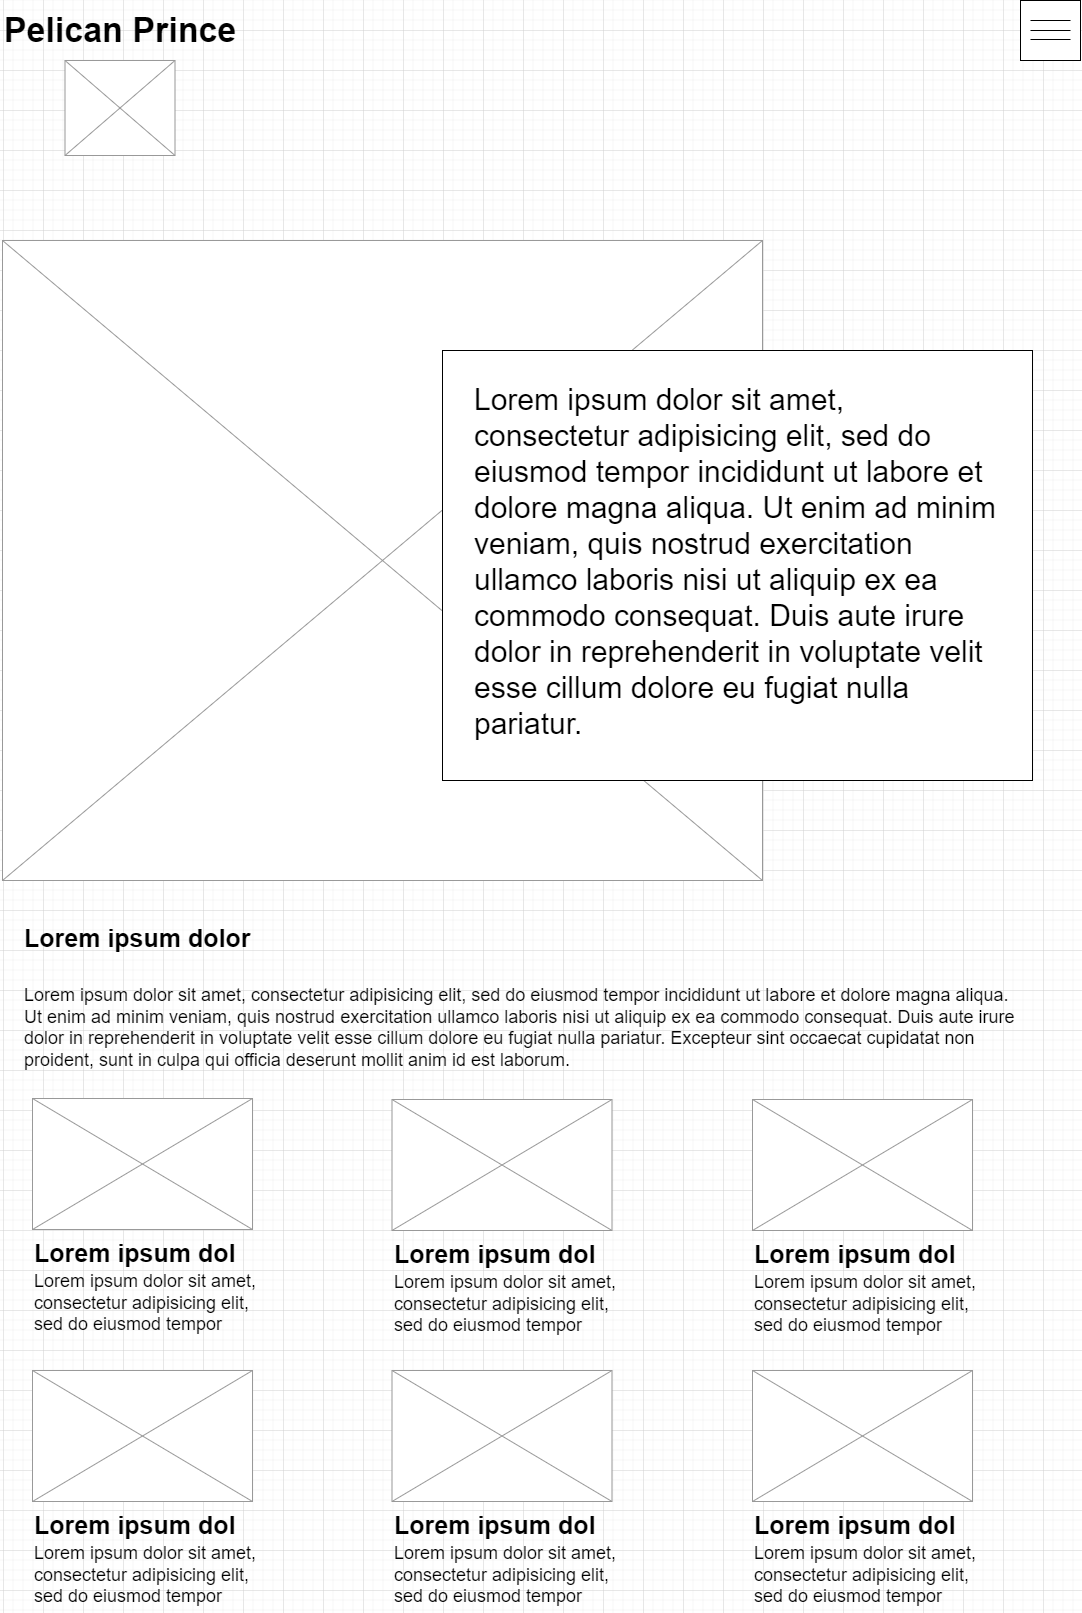 Pelican Prince
Lorem ipsum dolor sit amet,
consectetur adipisicing elit, sed do
eiusmod tempor incididunt ut labore et
dolore magna aliqua. Ut enim ad minim
veniam, quis nostrud exercitation
ullamco laboris nisi ut aliquip ex ea
commodo consequat. Duis aute irure
dolor in reprehenderit in voluptate velit
esse cillum dolore eu fugiat nulla
pariatur.
Lorem ipsum dolor
Lorem ipsum dolor sit amet, consectetur adipisicing elit, sed do eiusmod tempor incididunt ut labore et dolore magna aliqua.
Ut enim ad minim veniam, quis nostrud exercitation ullamco laboris nisi ut aliquip ex ea commodo consequat. Duis aute irure
dolor in reprehenderit in voluptate velit esse cillum dolore eu fugiat nulla pariatur. Excepteur sint occaecat cupidatat non
proident, sunt in culpa qui officia deserunt mollit anim id est laborum.
Lorem ipsum dol
Lorem ipsum dolor sit amet,
consectetur adipisicing elit,
sed do eiusmod tempor
Lorem ipsum dol
Lorem ipsum dolor sit amet,
consectetur adipisicing elit,
sed do eiusmod tempor
Lorem ipsum dol
Lorem ipsum dolor sit amet,
consectetur adipisicing elit,
sed do eiusmod tempor
Lorem ipsum dol
Lorem ipsum dolor sit amet,
consectetur adipisicing elit,
sed do eiusmod tempor
Lorem ipsum dol
Lorem ipsum dolor sit amet,
consectetur adipisicing elit,
sed do eiusmod tempor
Lorem ipsum dol
Lorem ipsum dolor sit amet,
consectetur adipisicing elit,
sed do eiusmod tempor